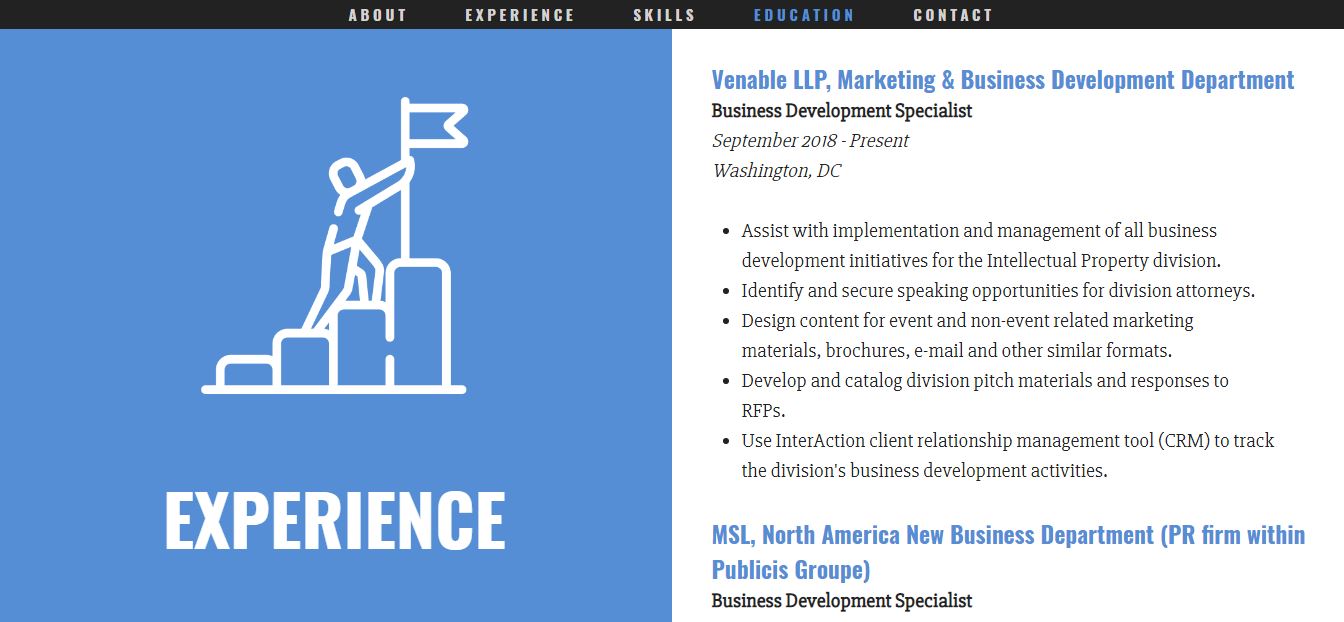 ABOUT EXPERIENCE SKILLS EDUCATION CONTACT
EXPERIENCE
Venable LLP, Marketing & Business Development Department
Business Development Specialist
September 2018 - Present
Washington, DC
Assist with implementation and management of all business
development initiatives for the Intellectual Property division.
Identify and secure speaking opportunities for division attorneys.
Design content for event and non-event related marketing
materials, brochures, e-mail and other similar formats.
Develop and catalog division pitch materials and responses to
RFPs.
Use InterAction client relationship management tool (CRM) to track
the division's business development activities.
MSL, North America New Business Department (PR firm within
Publicis Groupe)
Business Development Specialist